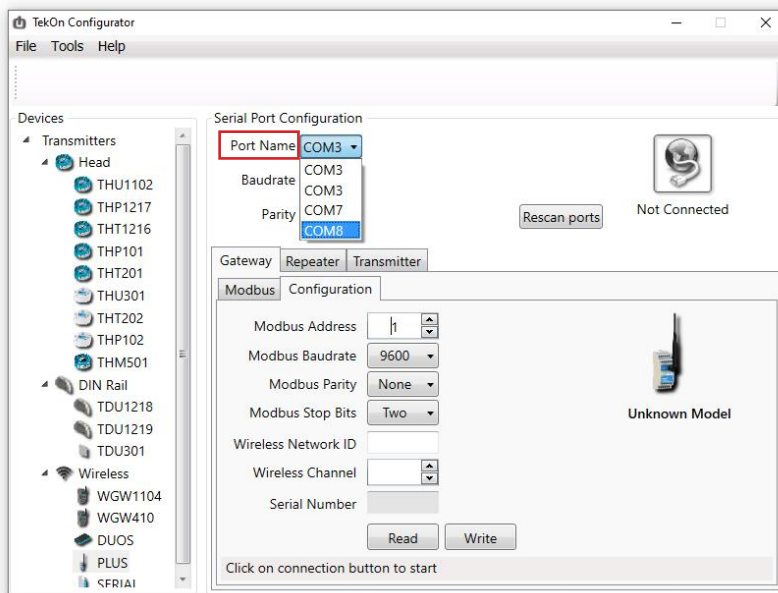 TekOn Configurator
File Tools Help
Devices
Transmitters
Head
THU1102
THP1217
THT1216
THP101
THT201
THU301
THT202
THP102
THM501
DIN Rail
TDU1218
TDU1219
TDU301
Wireless
WGW1104
WGW410
DUOS
PLUS
SERIAL
Serial Port Configuration
Port Name COM3
COM3
COM3
COM7
COM8
Baudrate
Parity
Rescan ports
Not Connected
Gateway Repeater Transmitter
Modbus Configuration
Modbus Address 1
Modbus Baudrate 9600
Modbus Parity None
Modbus Stop Bits Two
Wireless Network ID
Wireless Channel
Serial Number
Read Write
Unknown Model
Click on connection button to start